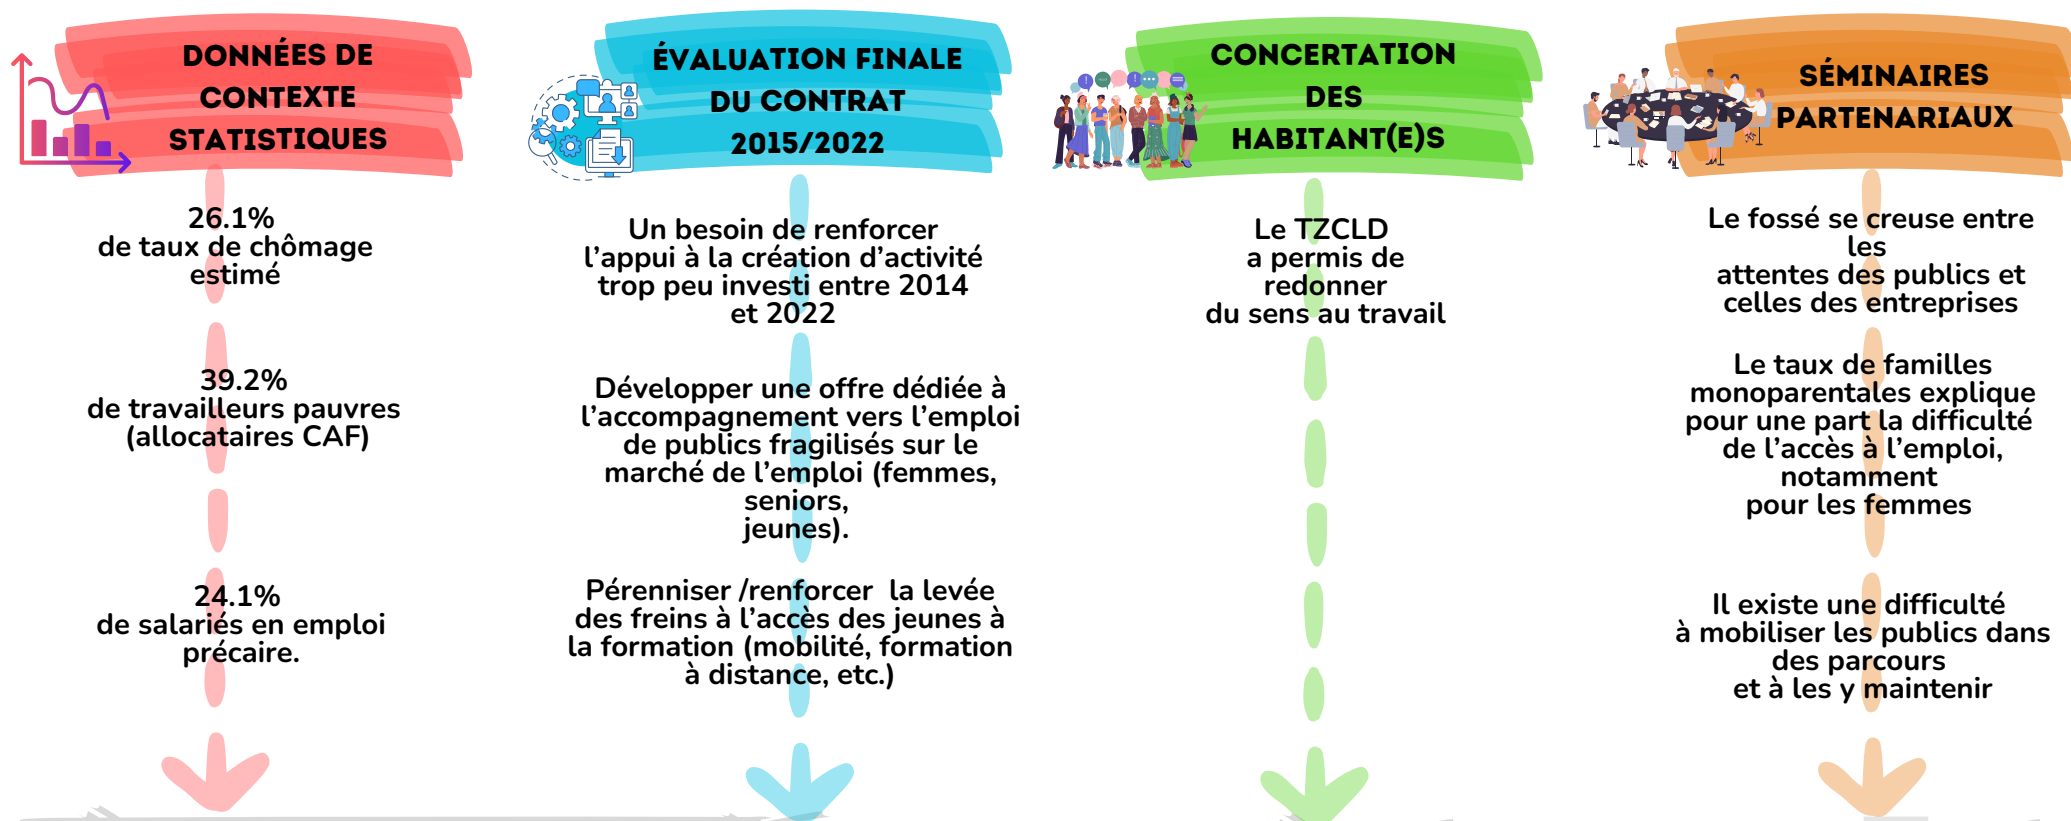 DONNÉES DE
CONTEXTE
STATISTIQUES
26.1%
de taux de chômage
estimé
39.2%
de travailleurs pauvres
(allocataires CAF)
24.1%
de salariés en emploi
précaire.
ÉVALUATION FINALE
DU CONTRAT
2015/2022
Un besoin de renforcer
l’appui à la création d’activité
trop peu investi entre 2014
et 2022
Développer une offre dédiée à
l’accompagnement vers l’emploi
de publics fragilisés sur le
marché de l’emploi (femmes,
seniors,
jeunes).
Pérenniser /renforcer  la levée
des freins à l’accès des jeunes à
la formation (mobilité, formation
à distance, etc.)
CONCERTATION
DES
HABITANT(E)S
Le TZCLD
a permis de
redonner
du sens au travail
SÉMINAIRES
PARTENARIAUX
Le fossé se creuse entre
les
attentes des publics et
celles des entreprises
Le taux de familles
monoparentales explique
pour une part la difficulté
de l’accès à l’emploi,
notamment
pour les femmes
Il existe une difficulté
à mobiliser les publics dans
des parcours
et à les y maintenir